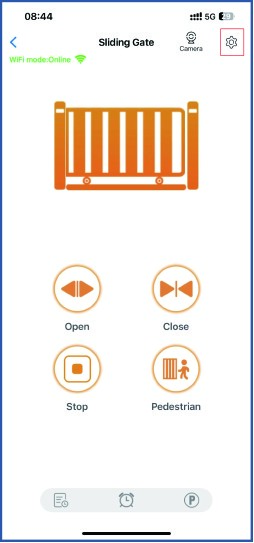 08:44
5G
Sliding Gate
Camera
WiFi mode:Online
Open
Close
Stop
Pedestrian
P